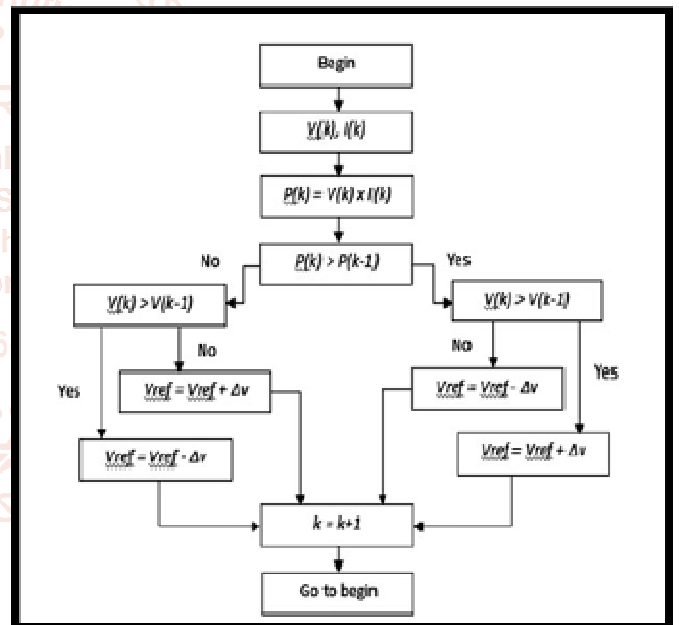 Begin
V(k), I(k)
P(k) = V(k) x I(k)
P(k) > P(k-1)
No
Yes
V(k) > V(k-1)
V(k) > V(k-1)
No
No
Yes
Yes
Vref = Vref + Δv
Vref = Vref - Δv
Vref = Vref - Δv
Vref = Vref + Δv
k = k+1
Go to begin